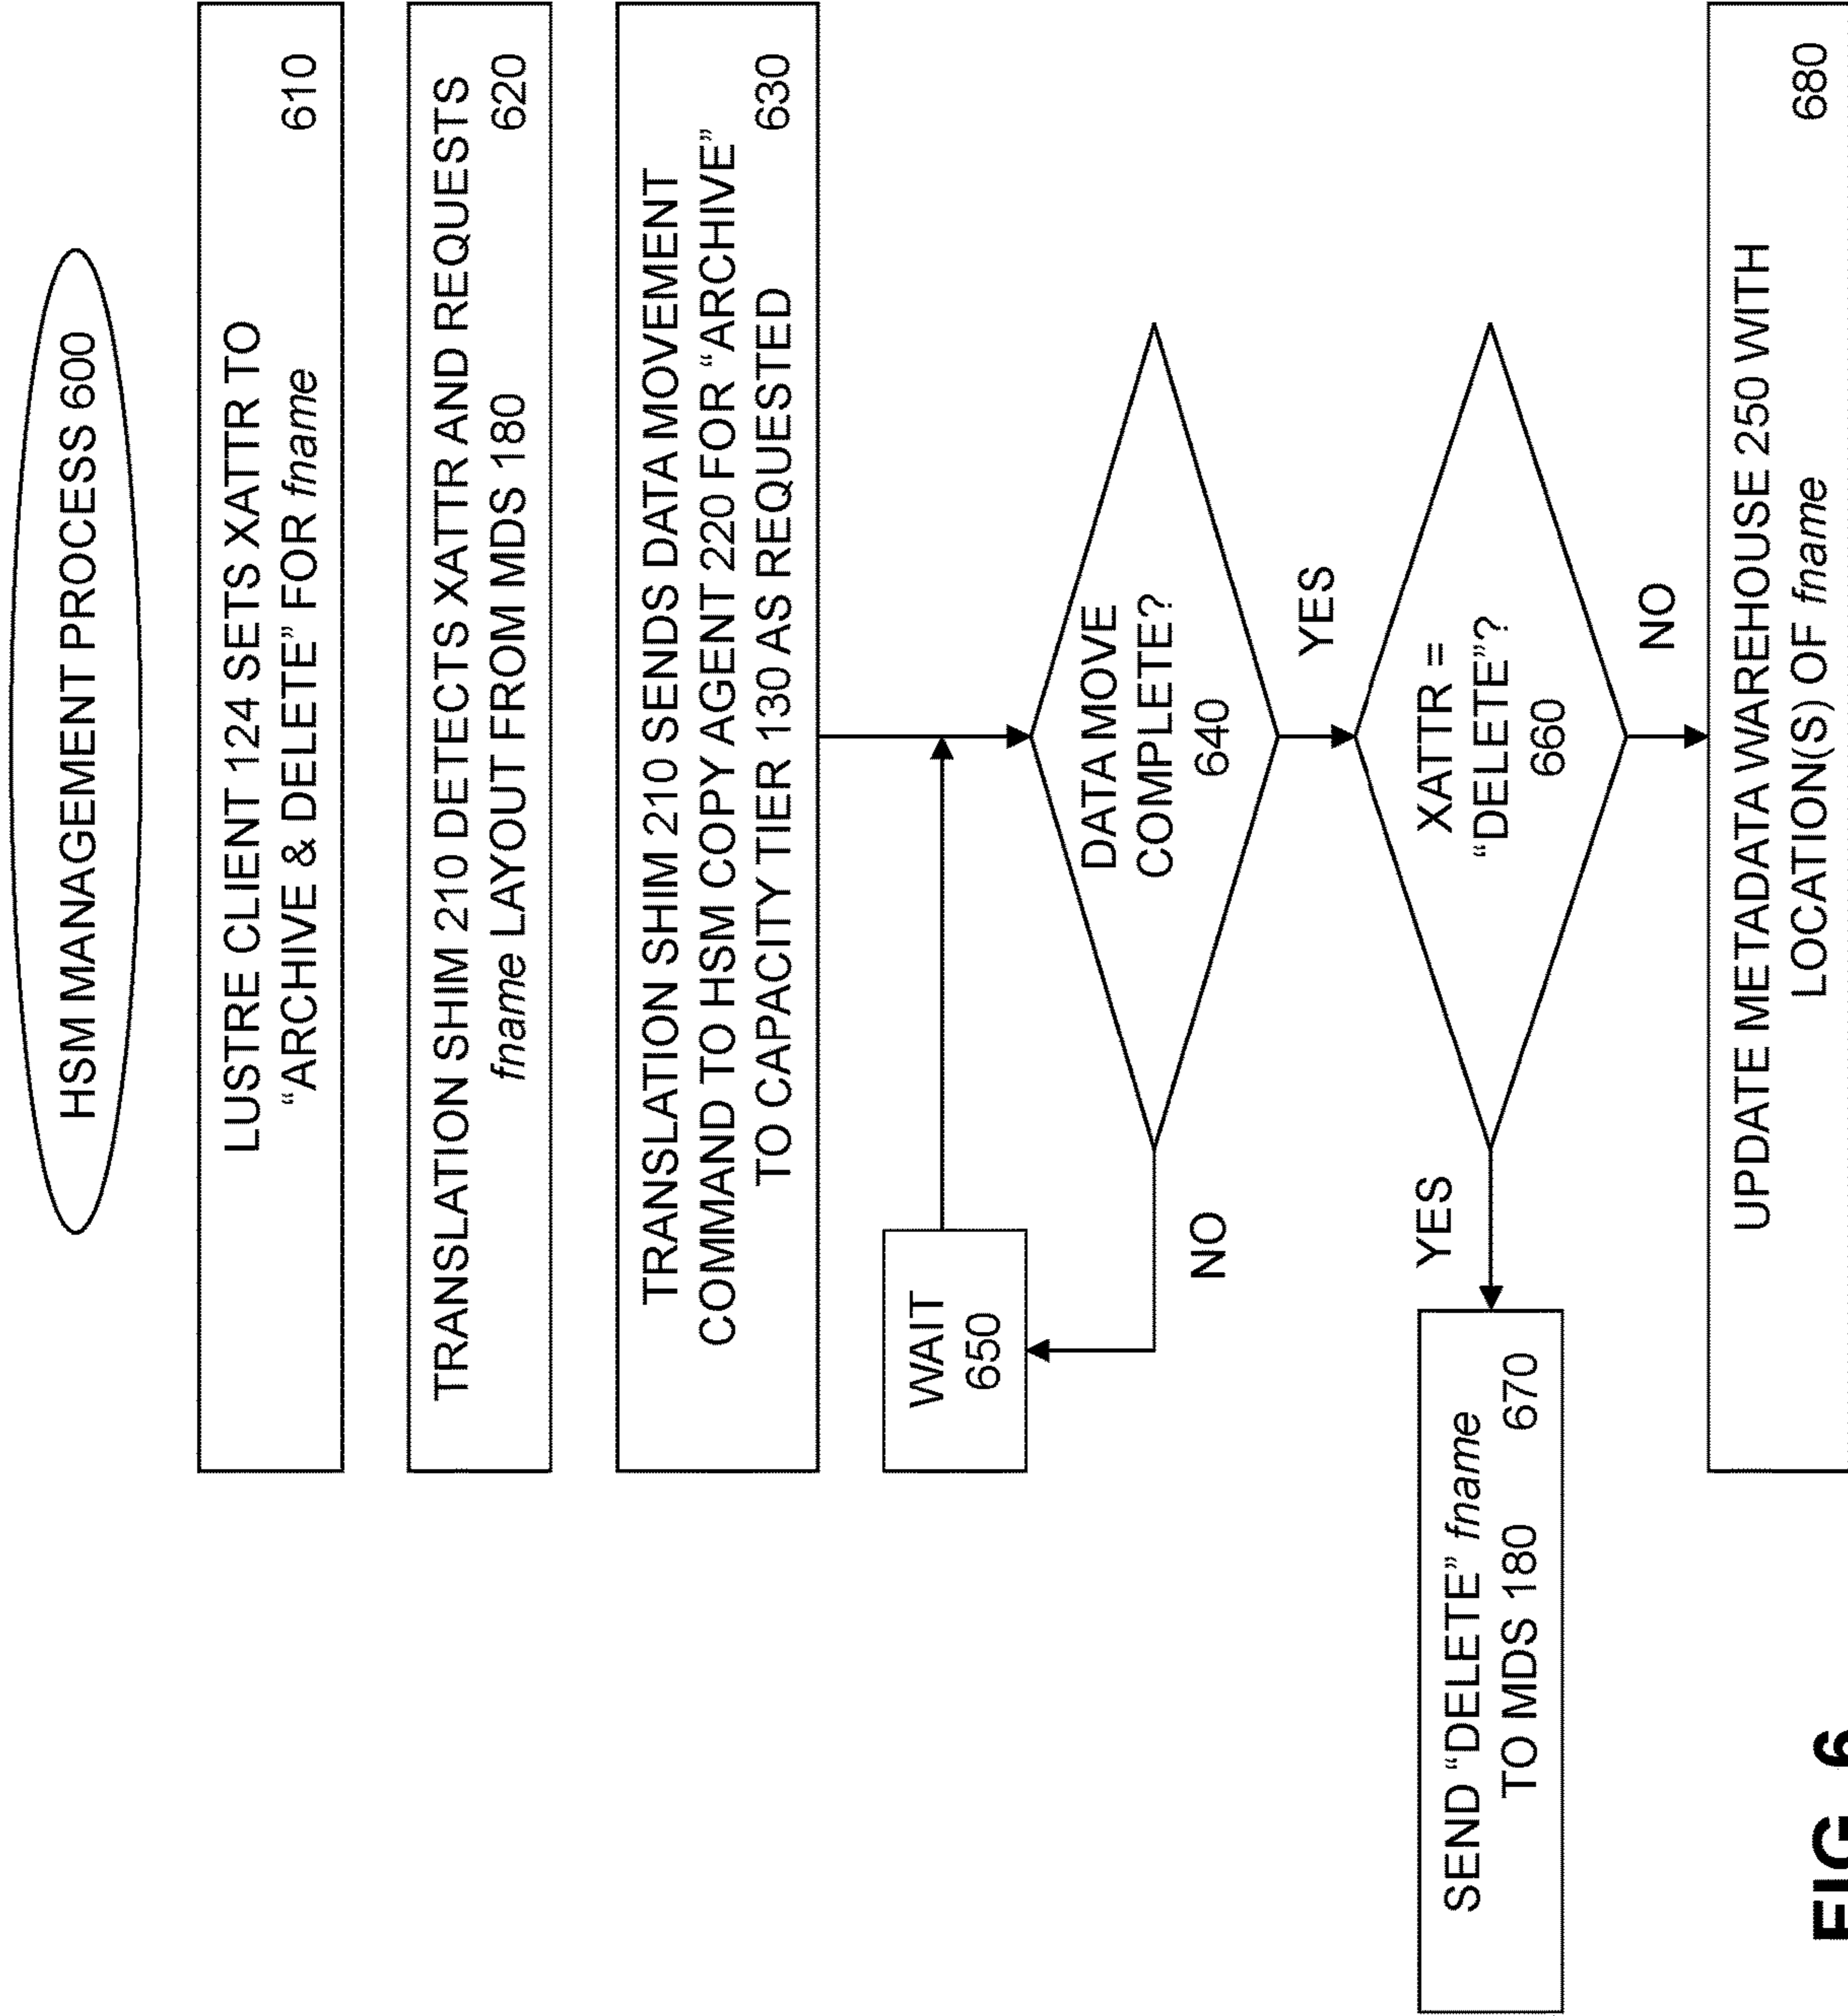 HSM MANAGEMENT PROCESS 600
LUSTRE CLIENT 124 SETS XATTR TO
“ARCHIVE & DELETE” FOR fname
610
TRANSLATION SHIM 210 DETECTS XATTR AND REQUESTS
fname LAYOUT FROM MDS 180
620
TRANSLATION SHIM 210 SENDS DATA MOVEMENT
COMMAND TO HSM COPY AGENT 220 FOR “ARCHIVE”
TO CAPACITY TIER 130 AS REQUESTED
630
WAIT
650
DATA MOVE
COMPLETE?
640
NO
YES
XATTR =
“DELETE”?
660
YES
NO
SEND “DELETE” fname
TO MDS 180 670
UPDATE METADATA WAREHOUSE 250 WITH
LOCATION(S) OF fname
680
FIG. 6